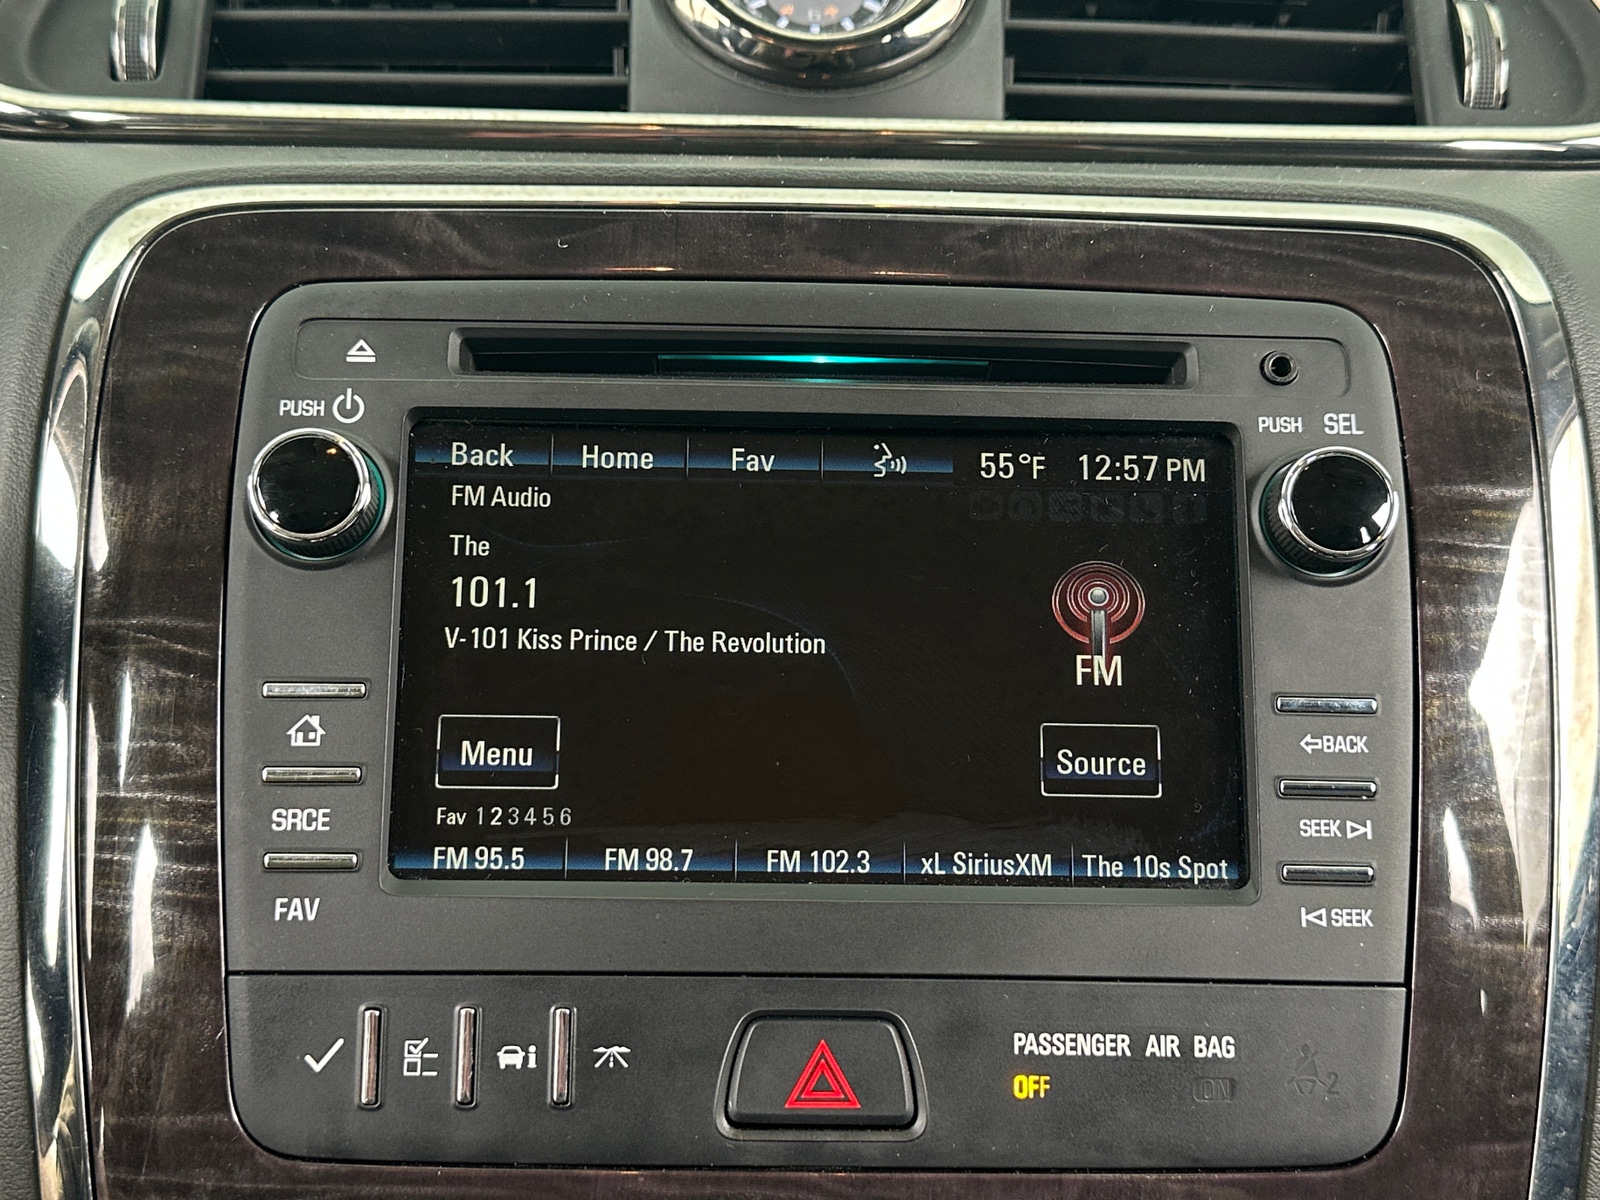 PUSH
PUSH SEL
Back Home Fav 55°F 12:57 PM
FM Audio
The
101.1
V-101 Kiss Prince / The Revolution
FM
Menu
Source
BACK
SRCE
SEEK
Fav 1 2 3 4 5 6
FM 95.5 FM 98.7 FM 102.3 xL SiriusXM The 10s Spot
FAV
SEEK
PASSENGER AIR BAG
OFF ON 2